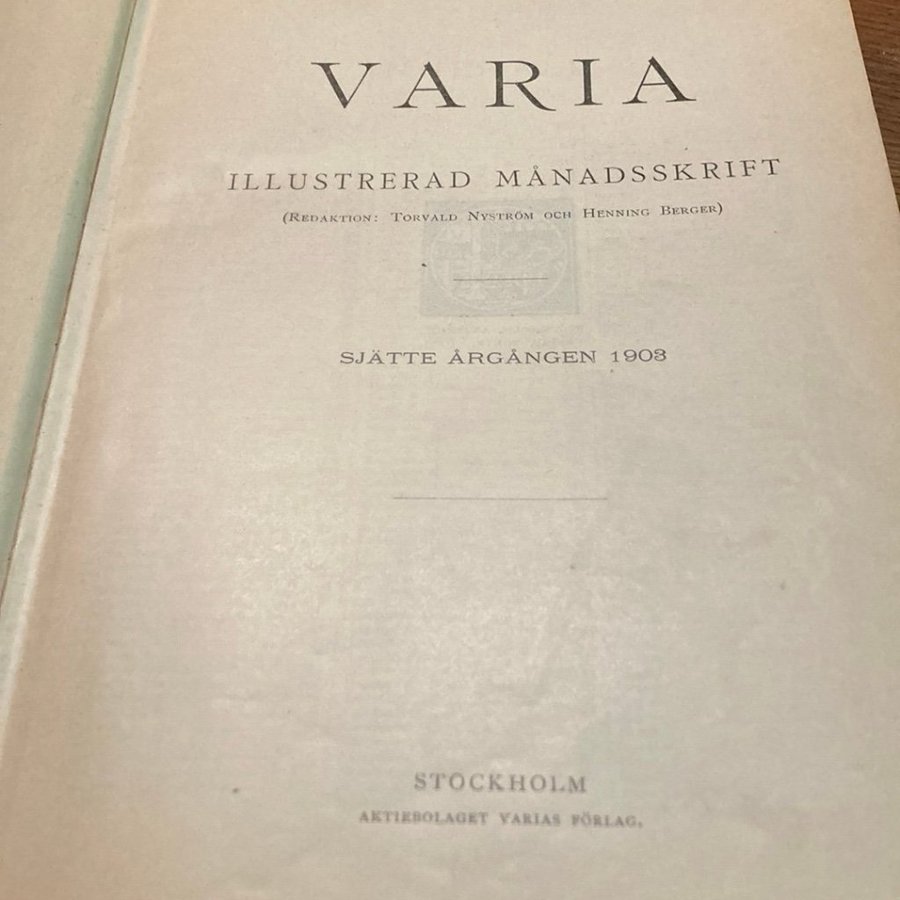 VARIA
ILLUSTRERAD MÅNADSSKRIFT
(Redaktion: Torvald Nyström och Henning Berger)
SJÄTTE ÅRGÅNGEN 1903
STOCKHOLM
AKTIEBOLAGET VARIAS FÖRLAG.